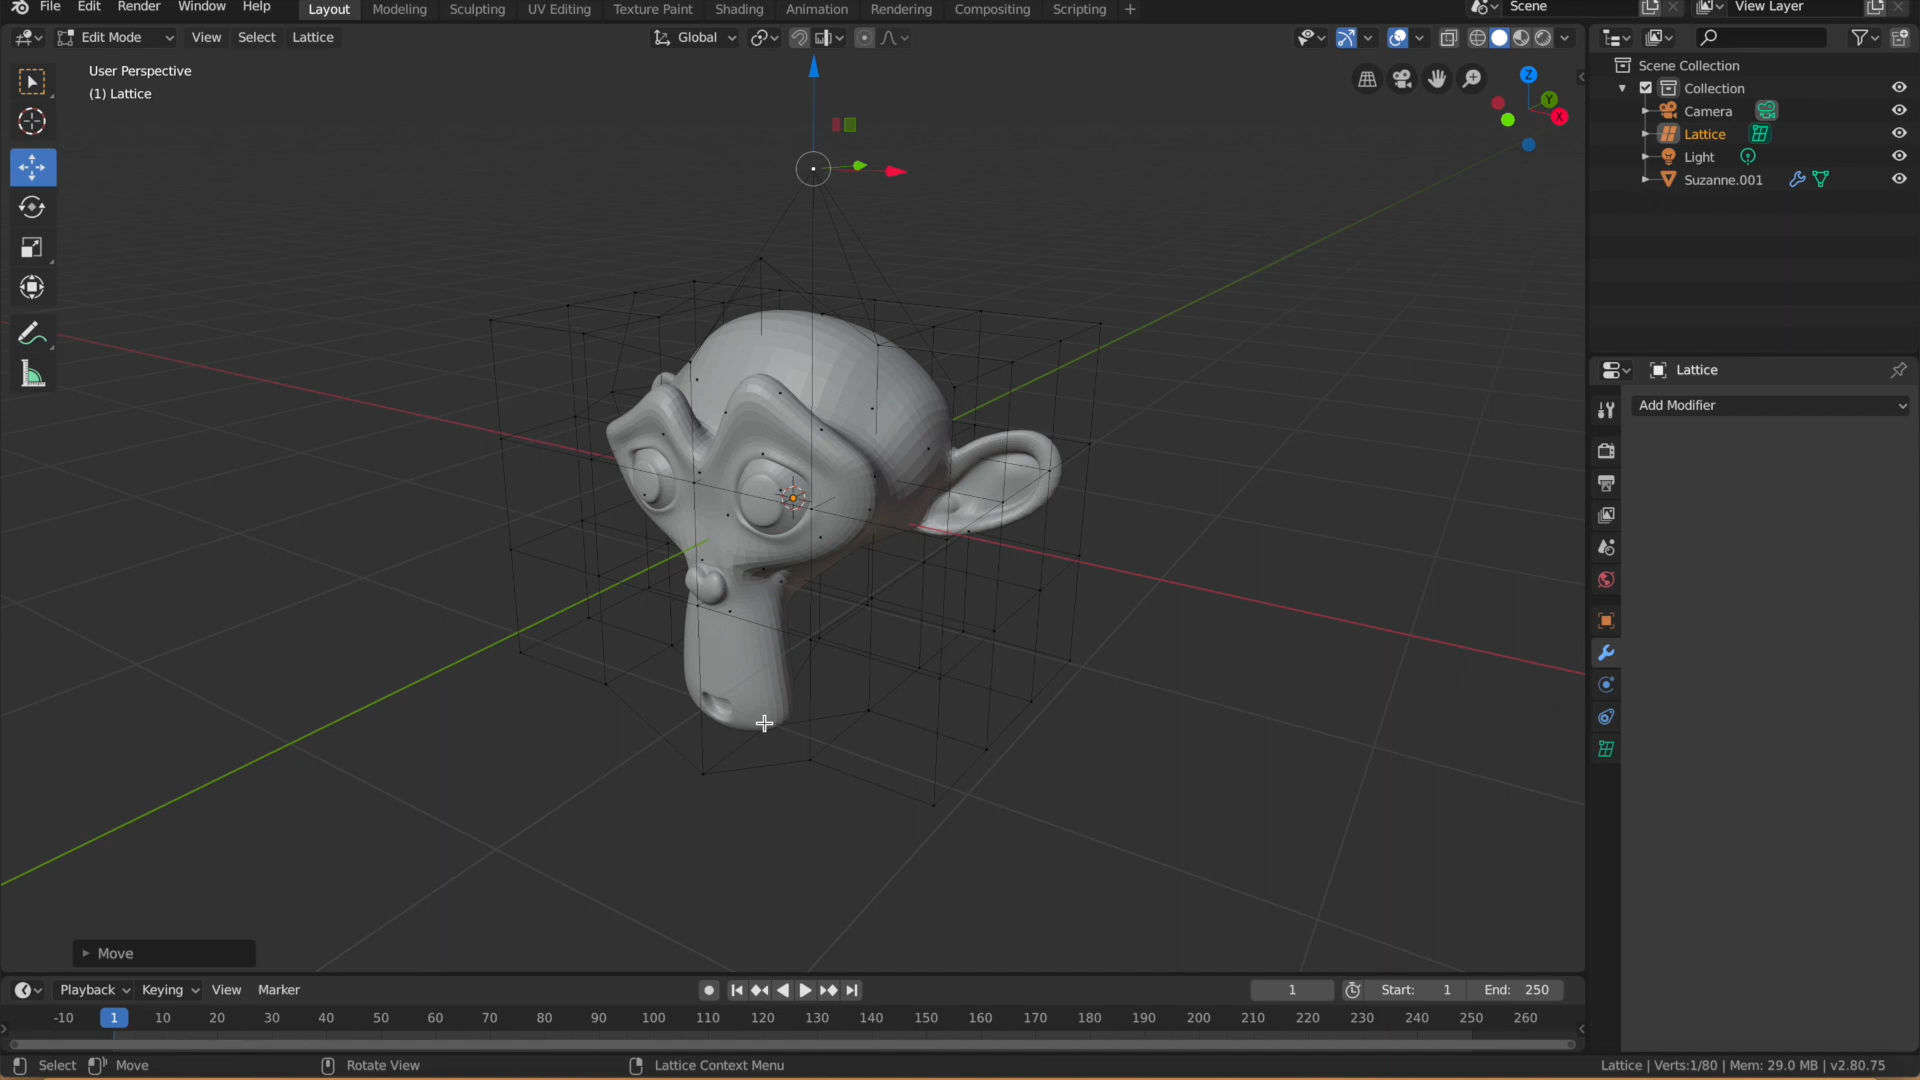 File Edit Render Window Help Layout Modeling Sculpting UV Editing Texture Paint Shading Animation Rendering Compositing Scripting + Scene View Layer
Edit Mode View Select Lattice Global
User Perspective
(1) Lattice
Z
Y
X
Scene Collection
Collection
Camera
Lattice
Light
Suzanne.001
Lattice
Add Modifier
Move
Playback Keying View Marker 1 Start: 1 End: 250
-10 1 10 20 30 40 50 60 70 80 90 100 110 120 130 140 150 160 170 180 190 200 210 220 230 240 250 260
Select Move Rotate View Lattice Context Menu Lattice | Verts:1/80 | Mem: 29.0 MB | v2.80.75